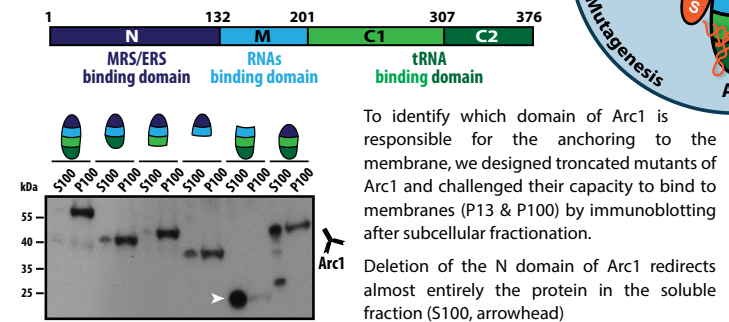 1 132 201 307 376
N M C1 C2
MRS/ERS RNAs tRNA
binding domain binding domain binding domain
Mutagenesis
S
A
S100 P100 S100 P100 S100 P100 S100 P100 S100 P100 S100 P100
kDa
55
40
35
25
Arc1
To identify which domain of Arc1 is
responsible for the anchoring to the
membrane, we designed troncated mutants of
Arc1 and challenged their capacity to bind to
membranes (P13 & P100) by immunoblotting
after subcellular fractionation.
Deletion of the N domain of Arc1 redirects
almost entirely the protein in the soluble
fraction (S100, arrowhead)